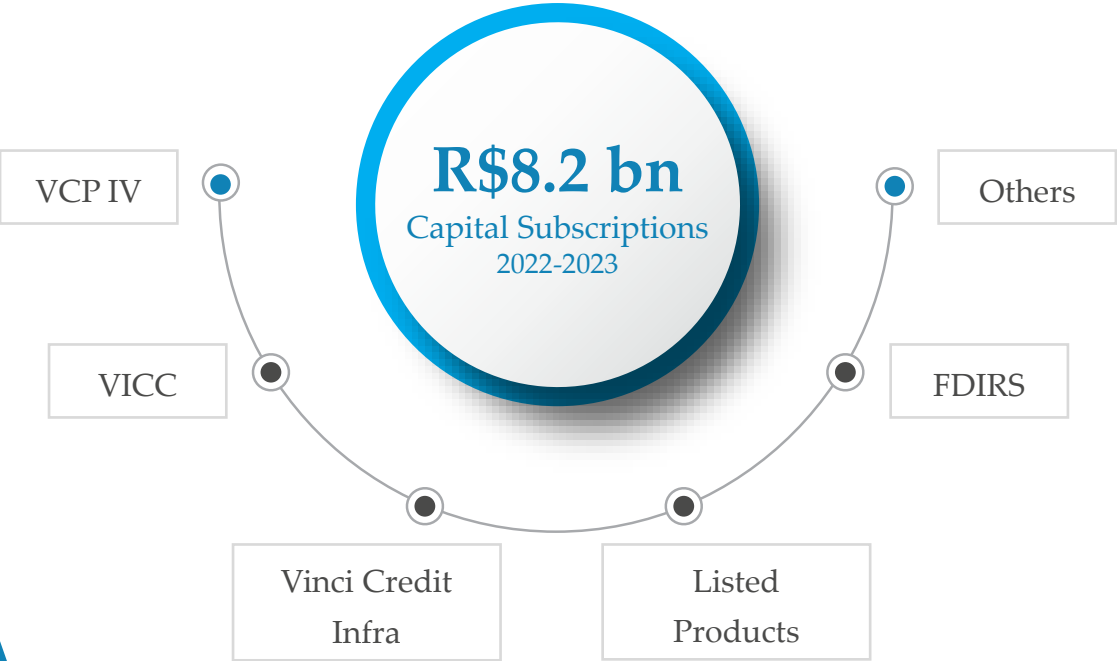 R$8.2 bn
Capital Subscriptions
2022-2023
VCP IV
Others
VICC
FDIRS
Vinci Credit
Infra
Listed
Products